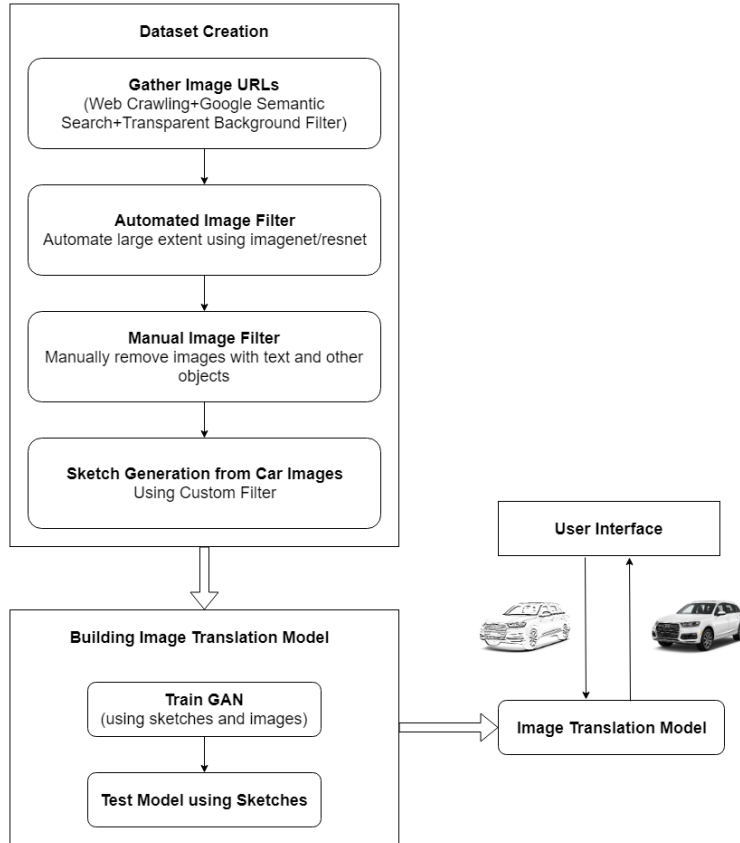 Dataset Creation
Gather Image URLs
(Web Crawling+Google Semantic
Search+Transparent Background Filter)
Automated Image Filter
Automate large extent using imagenet/resnet
Manual Image Filter
Manually remove images with text and other
objects
Sketch Generation from Car Images
Using Custom Filter
User Interface
Building Image Translation Model
Train GAN
(using sketches and images)
Test Model using Sketches
Image Translation Model